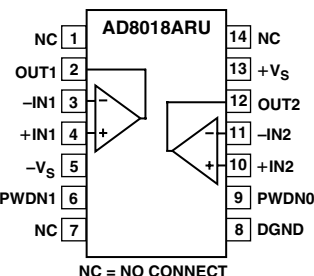 AD8018ARU
NC 1
OUT1 2
–IN1 3
+IN1 4
–VS 5
PWDN1 6
NC 7
14 NC
13 +VS
12 OUT2
11 –IN2
10 +IN2
9 PWDN0
8 DGND
– +
– +
NC = NO CONNECT